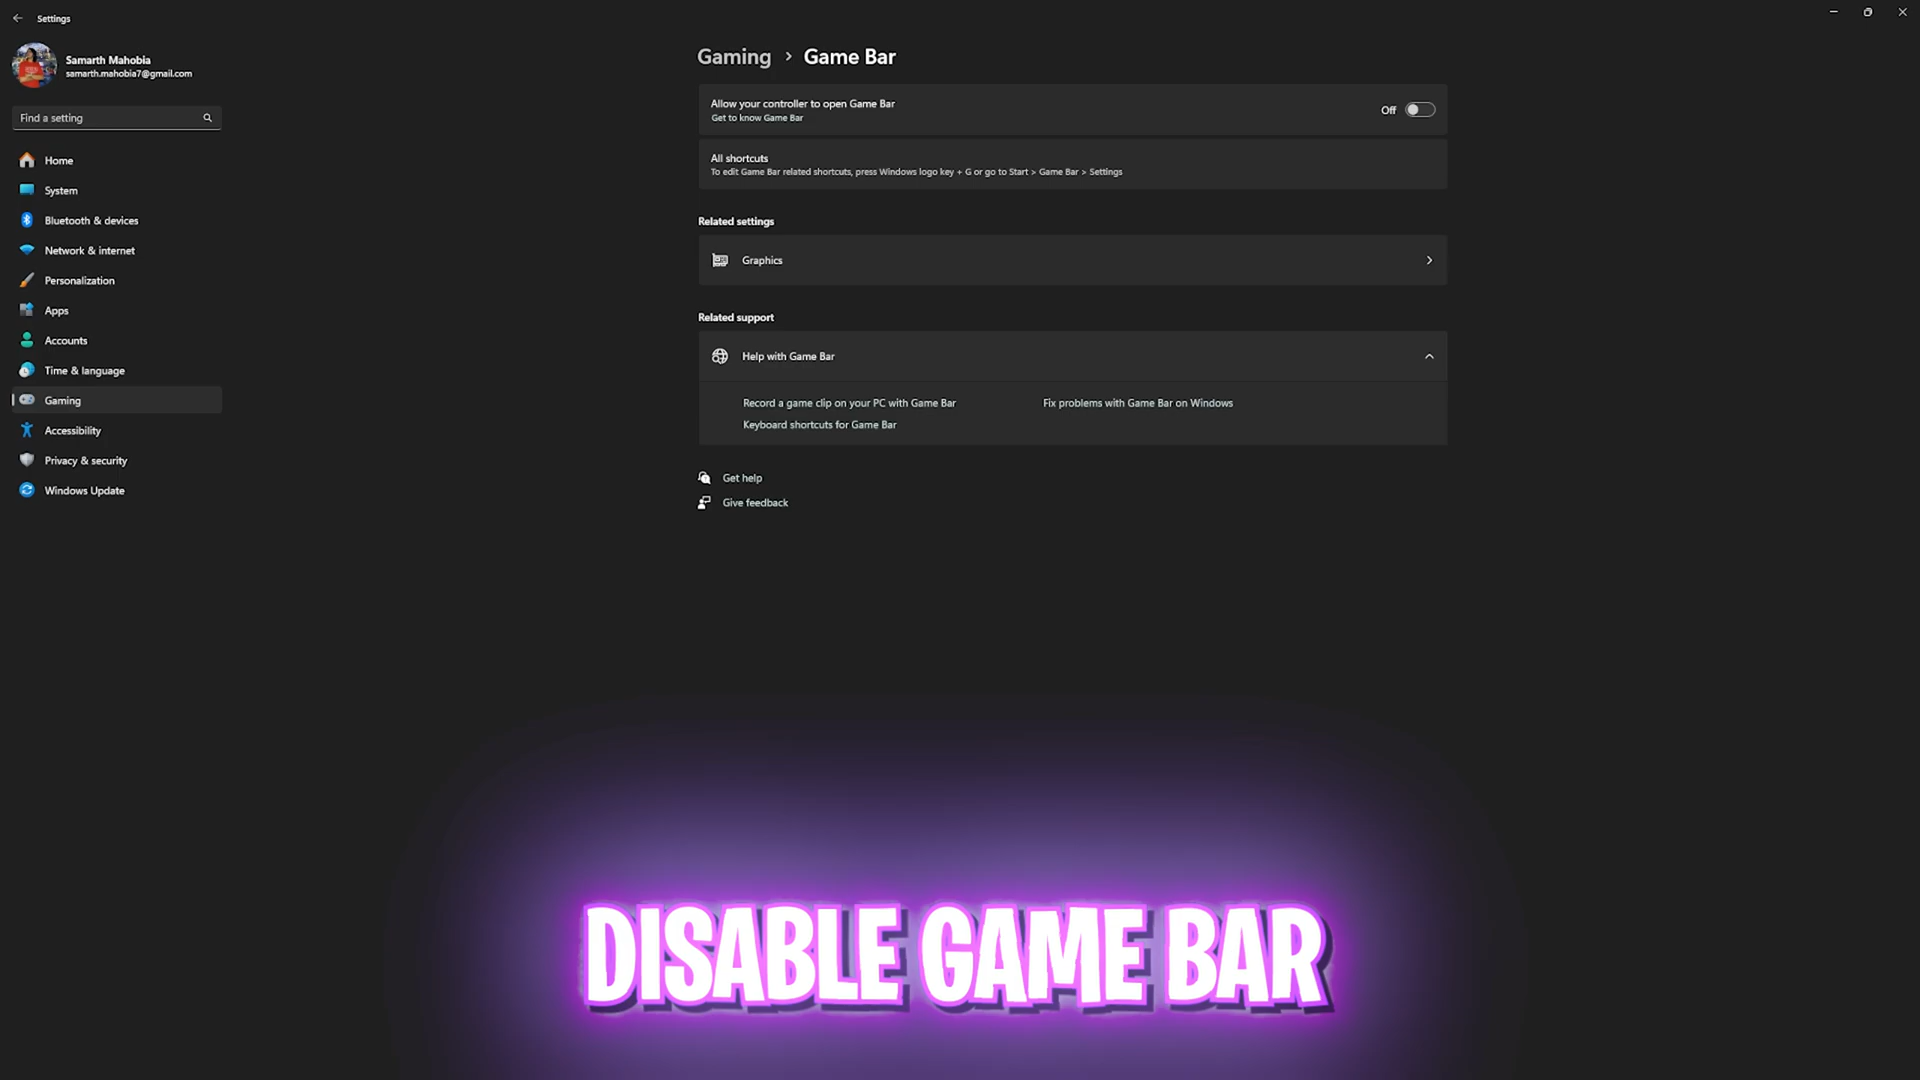 Settings
Samarth Mahobia
samarth.mahobia7@gmail.com
Find a setting
Home
System
Bluetooth & devices
Network & internet
Personalization
Apps
Accounts
Time & language
Gaming
Accessibility
Privacy & security
Windows Update
Gaming > Game Bar
Allow your controller to open Game Bar
Get to know Game Bar
Off
All shortcuts
To edit Game Bar related shortcuts, press Windows logo key + G or go to Start > Game Bar > Settings
Related settings
Graphics
Related support
Help with Game Bar
Record a game clip on your PC with Game Bar
Fix problems with Game Bar on Windows
Keyboard shortcuts for Game Bar
Get help
Give feedback
DISABLE GAME BAR